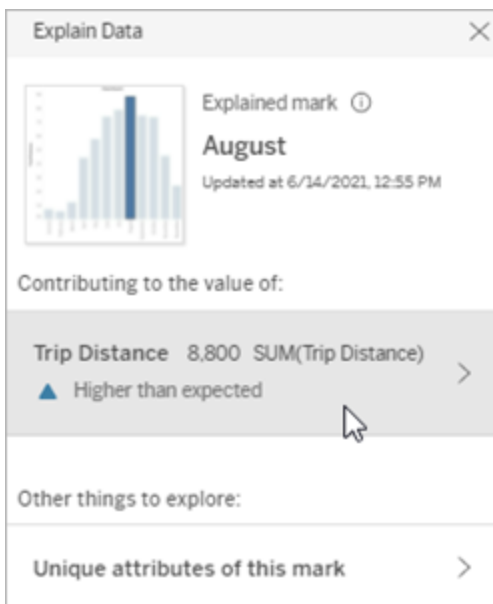 Explain Data
Explained mark
August
Updated at 6/14/2021, 12:55 PM
Contributing to the value of:
Trip Distance 8,800 SUM(Trip Distance)
Higher than expected
Other things to explore:
Unique attributes of this mark